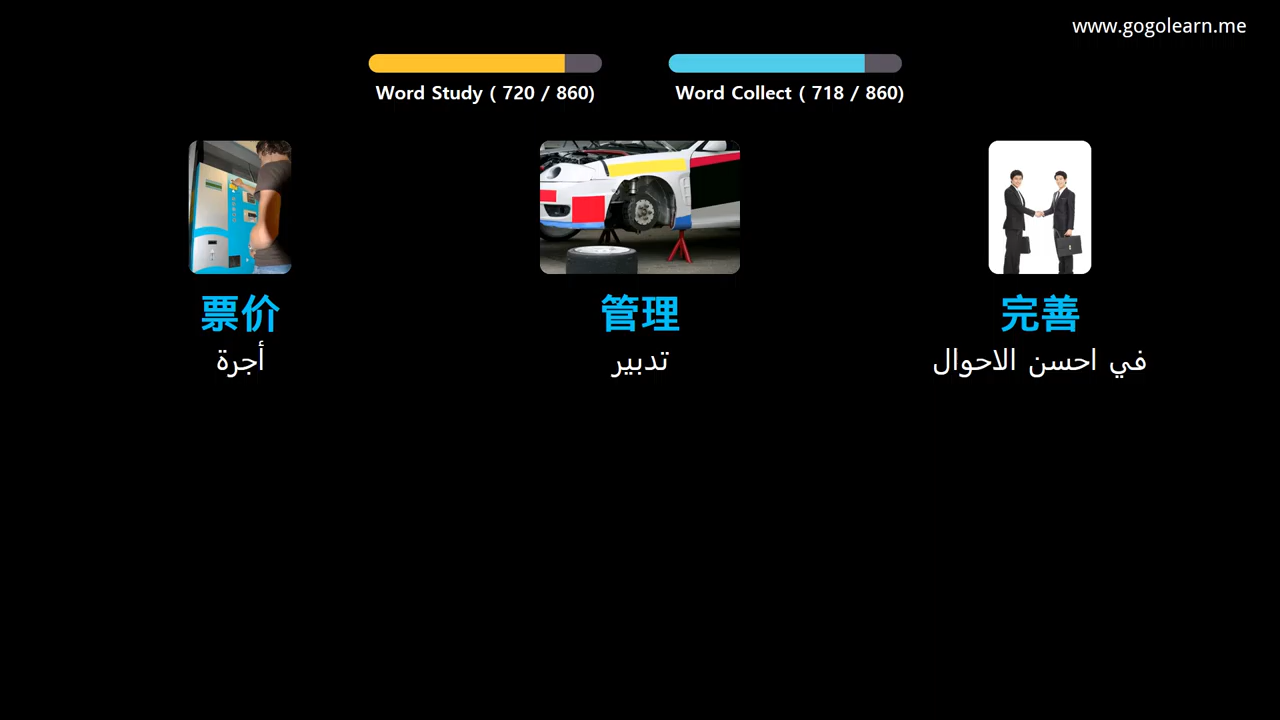 www.gogolearn.me
Word Study ( 720 / 860)
Word Collect ( 718 / 860)
票价
管理
完善
أجرة
تدبير
في احسن الاحوال